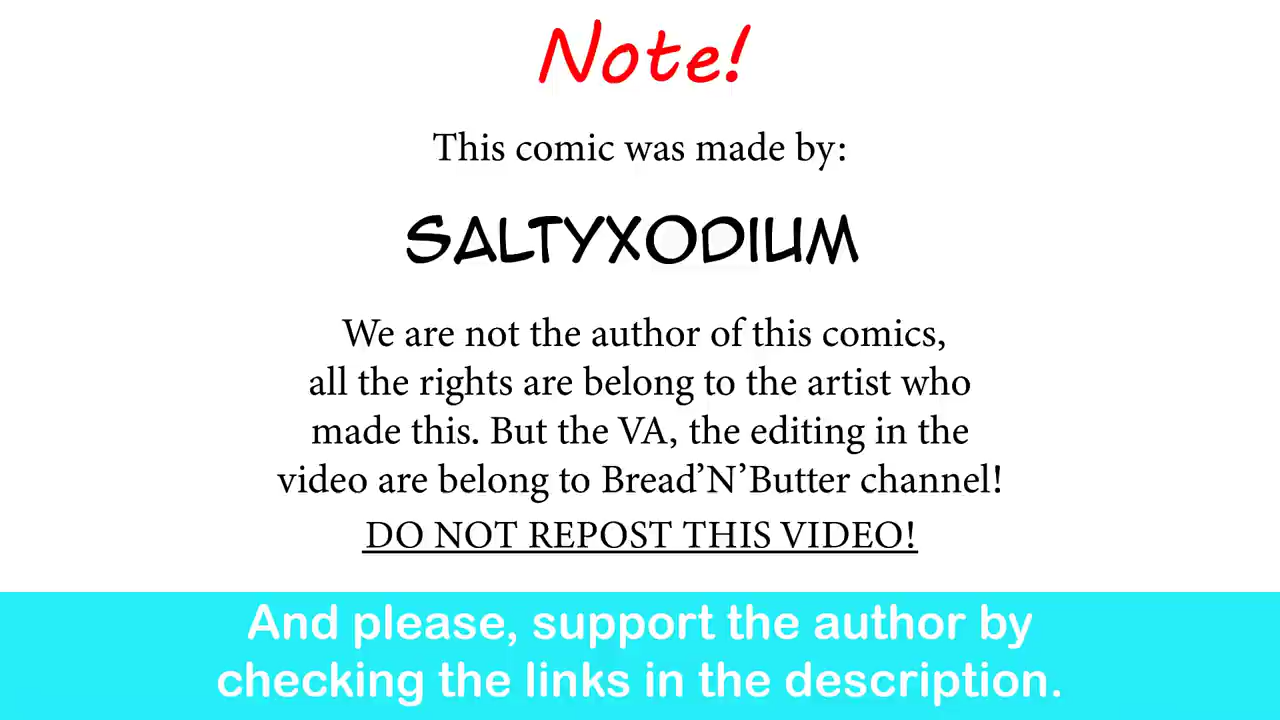 Note!
This comic was made by:
SALTYXODIUM
We are not the author of this comics,
all the rights are belong to the artist who
made this. But the VA, the editing in the
video are belong to Bread’N’Butter channel!
DO NOT REPOST THIS VIDEO!
And please, support the author by
checking the links in the description.